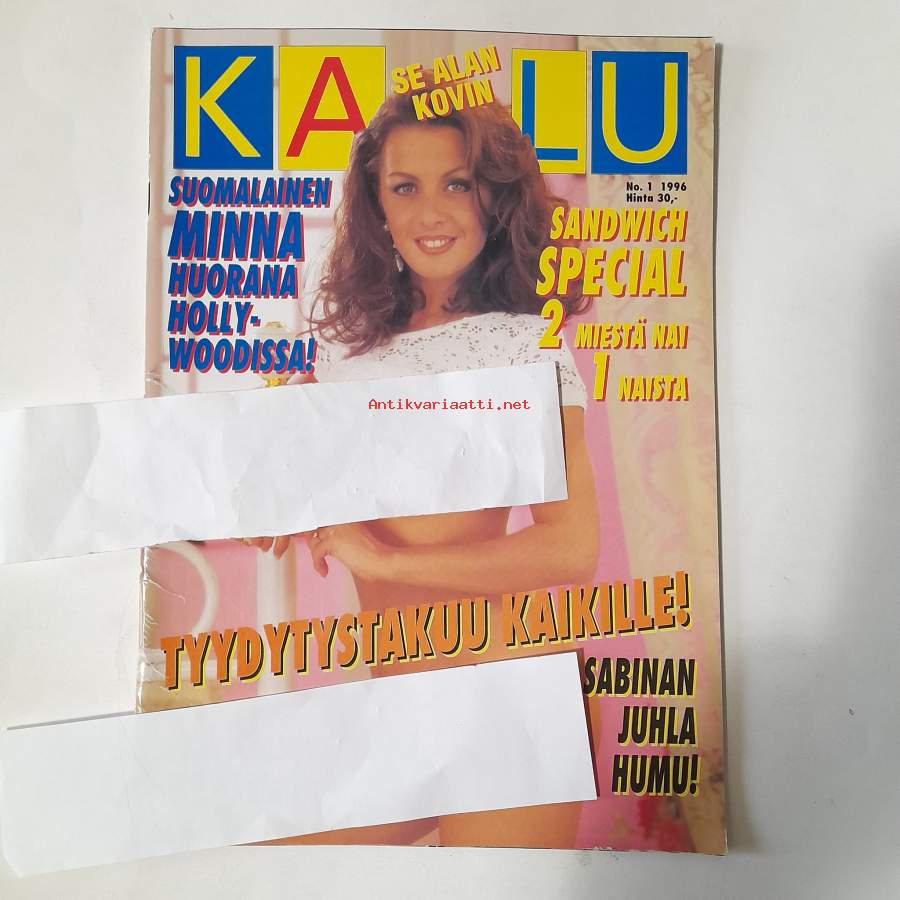 KALLU
SE ALAN
KOVIN
No. 1 1996
Hinta 30,-
SUOMALAINEN
MINNA
HUORANA
HOLLY-
WOODISSA!
SANDWICH
SPECIAL
2 MIESTÄ NAI
1 NAISTA
Antikvariaatti.net
TYYDYTYSTAKUU KAIKILLE!
SABINAN
JUHLA
HUMU!